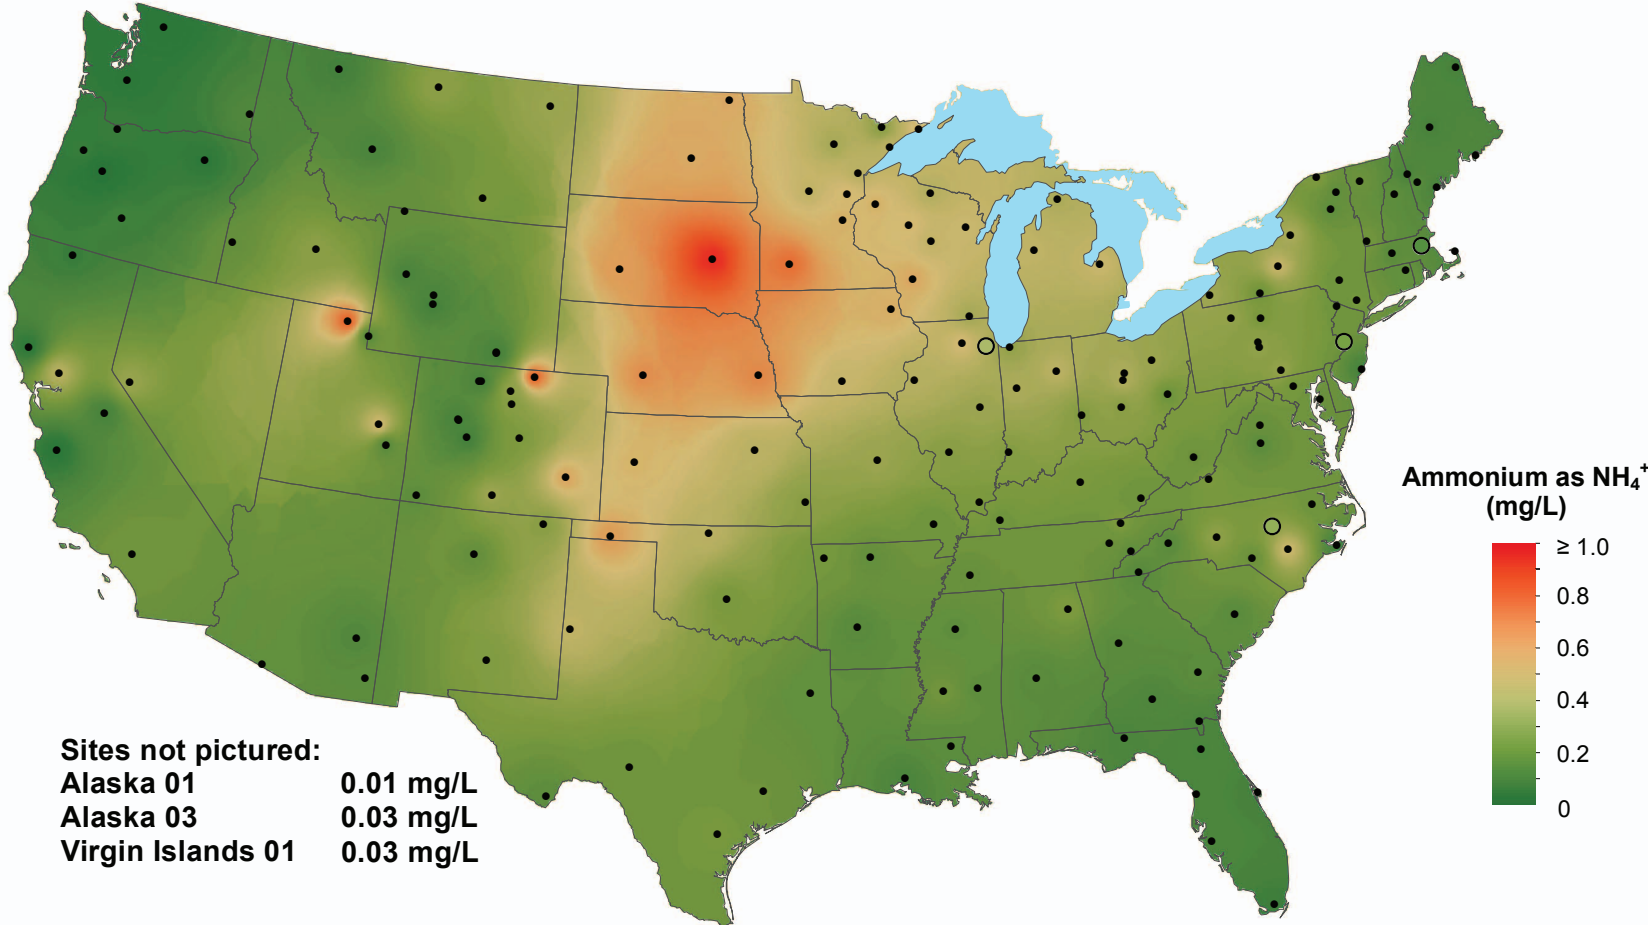 Ammonium as NH₄⁺
(mg/L)
≥ 1.0
0.8
0.6
0.4
0.2
0
Sites not pictured:
Alaska 01 0.01 mg/L
Alaska 03 0.03 mg/L
Virgin Islands 01 0.03 mg/L